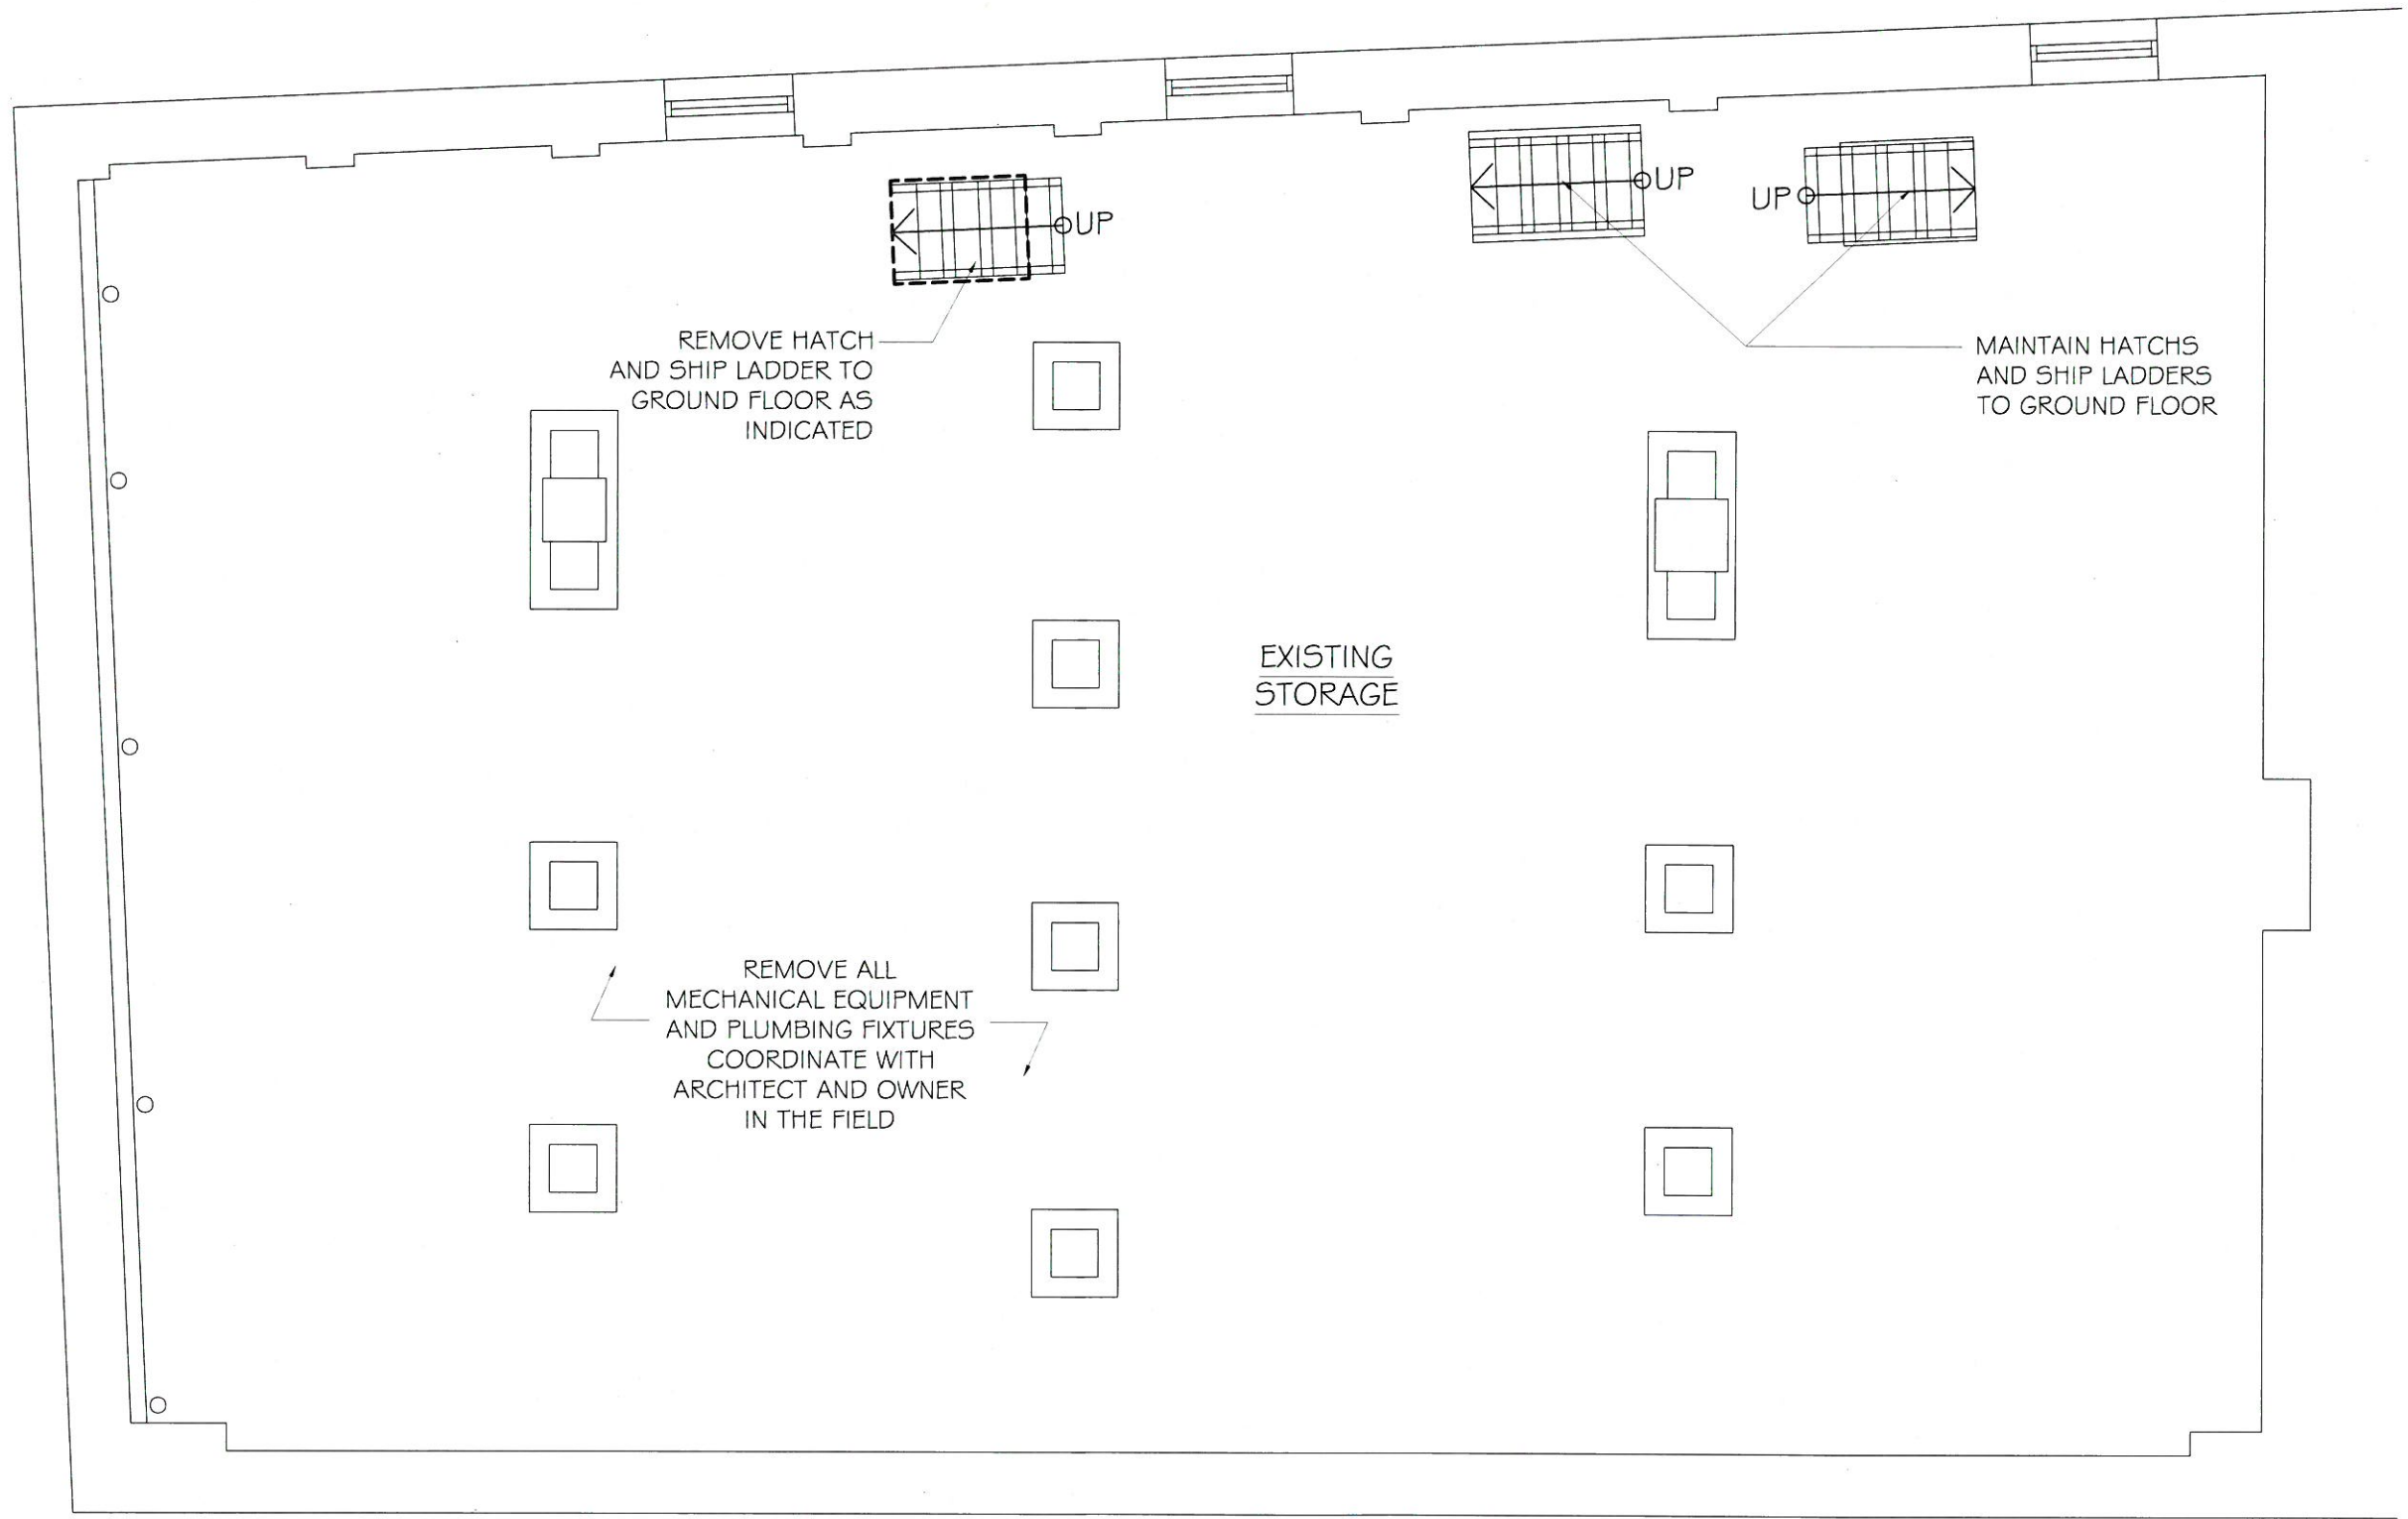 UP
UP
UP
REMOVE HATCH
AND SHIP LADDER TO
GROUND FLOOR AS
INDICATED
MAINTAIN HATCHS
AND SHIP LADDERS
TO GROUND FLOOR
EXISTING
STORAGE
REMOVE ALL
MECHANICAL EQUIPMENT
AND PLUMBING FIXTURES
COORDINATE WITH
ARCHITECT AND OWNER
IN THE FIELD